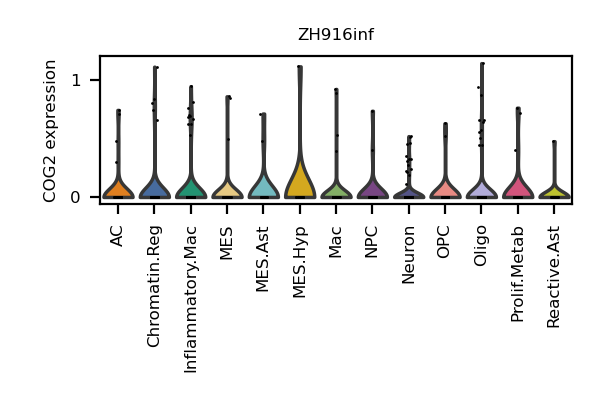 ZH916inf
COG2 expression
1
0
AC
Chromatin.Reg
Inflammatory.Mac
MES
MES.Ast
MES.Hyp
Mac
NPC
Neuron
OPC
Oligo
Prolif.Metab
Reactive.Ast